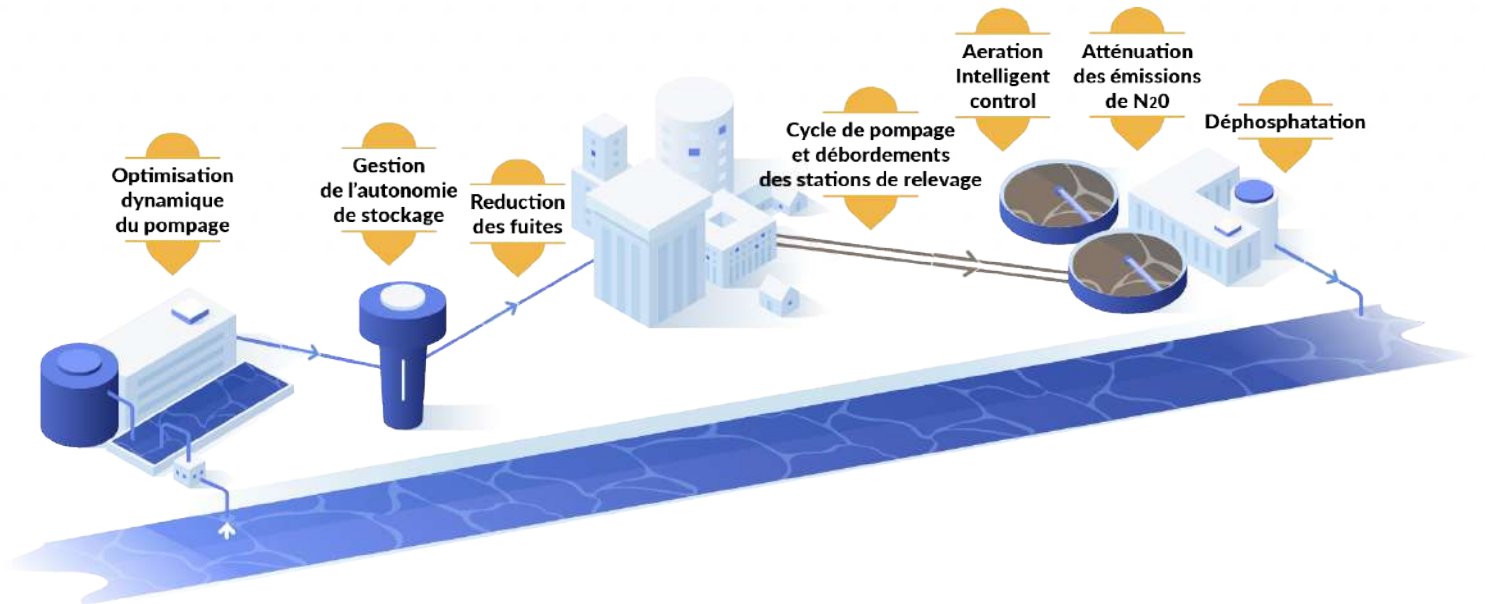 Optimisation
dynamique
du pompage
Gestion
de l'autonomie
de stockage
Reduction
des fuites
Cycle de pompage
et débordements
des stations de relevage
Aeration
Intelligent
control
Atténuation
des émissions
de N20
Déphosphatation